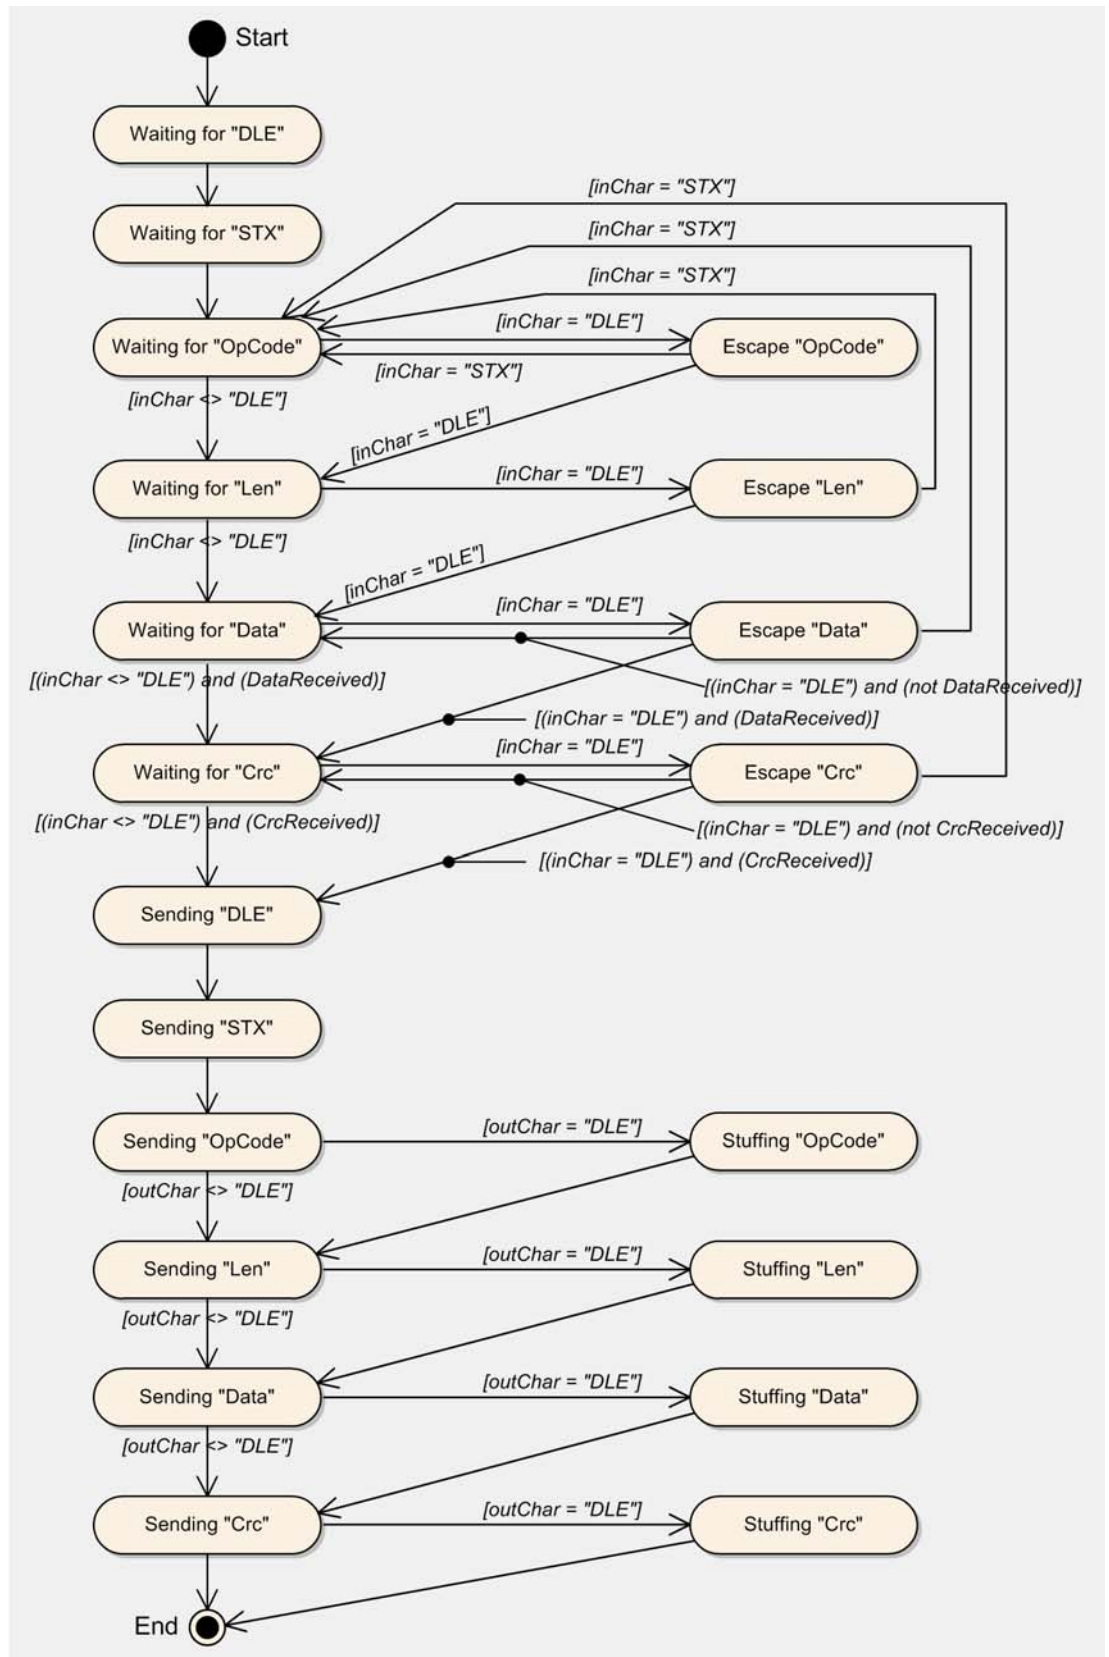 Start
Waiting for "DLE"
[inChar = "STX"]
Waiting for "STX"
[inChar = "STX"]
[inChar = "STX"]
[inChar = "DLE"]
Waiting for "OpCode"
Escape "OpCode"
[inChar = "STX"]
[inChar <> "DLE"]
[inChar = "DLE"]
[inChar = "DLE"]
Waiting for "Len"
Escape "Len"
[inChar <> "DLE"]
[inChar = "DLE"]
[inChar = "DLE"]
Waiting for "Data"
Escape "Data"
[(inChar <> "DLE") and (DataReceived)]
[(inChar = "DLE") and (not DataReceived)]
[(inChar = "DLE") and (DataReceived)]
[inChar = "DLE"]
Waiting for "Crc"
Escape "Crc"
[(inChar <> "DLE") and (CrcReceived)]
[(inChar = "DLE") and (not CrcReceived)]
[(inChar = "DLE") and (CrcReceived)]
Sending "DLE"
Sending "STX"
[outChar = "DLE"]
Sending "OpCode"
Stuffing "OpCode"
[outChar <> "DLE"]
[outChar = "DLE"]
Sending "Len"
Stuffing "Len"
[outChar <> "DLE"]
[outChar = "DLE"]
Sending "Data"
Stuffing "Data"
[outChar <> "DLE"]
[outChar = "DLE"]
Sending "Crc"
Stuffing "Crc"
End